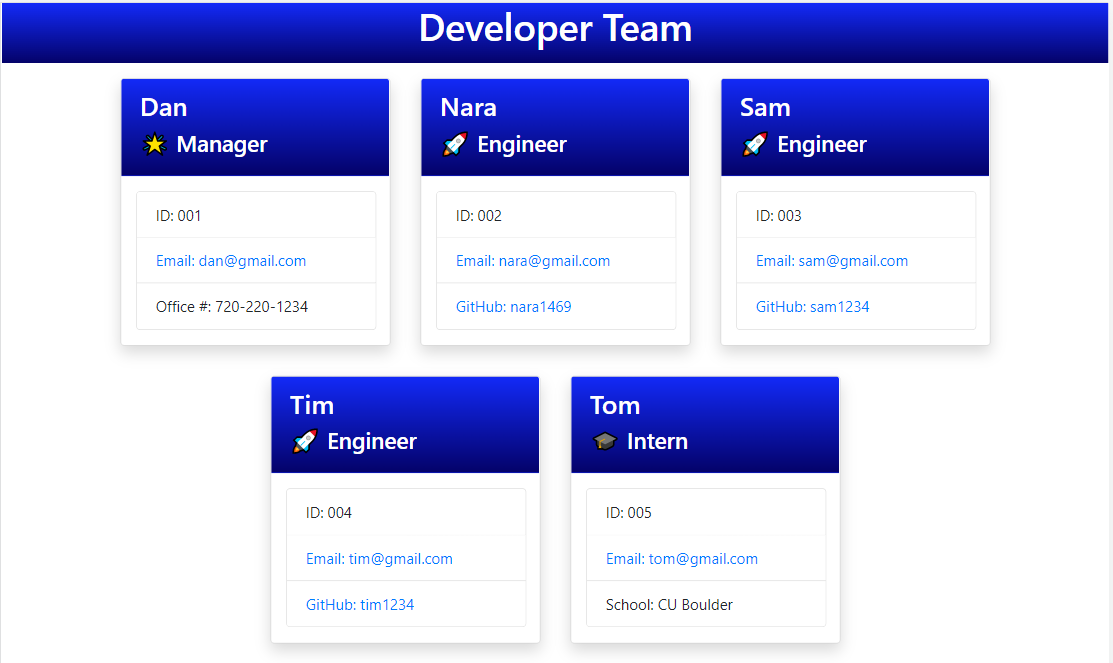 Developer Team
Dan
Manager
ID: 001
Email: dan@gmail.com
Office #: 720-220-1234
Nara
Engineer
ID: 002
Email: nara@gmail.com
GitHub: nara1469
Sam
Engineer
ID: 003
Email: sam@gmail.com
GitHub: sam1234
Tim
Engineer
ID: 004
Email: tim@gmail.com
GitHub: tim1234
Tom
Intern
ID: 005
Email: tom@gmail.com
School: CU Boulder